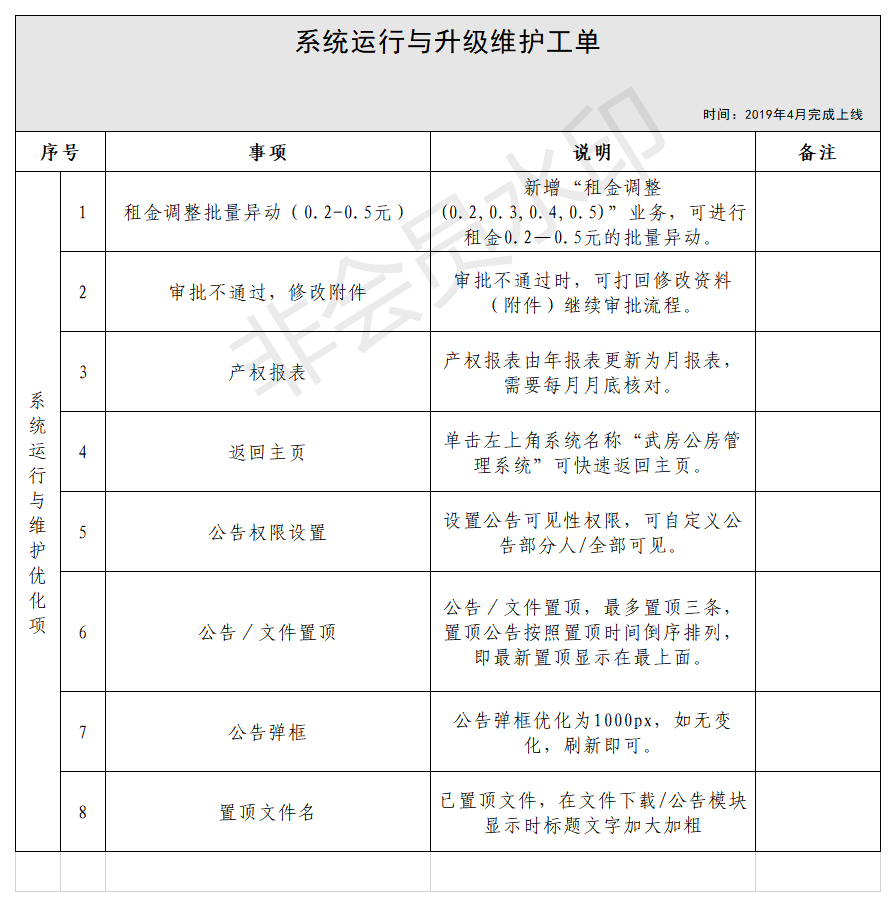 系统运行与升级维护工单
时间：2019年4月完成上线
序号 事项 说明 备注
系统运行与维护优化项
1 租金调整批量异动（0.2-0.5元） 新增“租金调整
(0.2,0.3,0.4,0.5)”业务，可进行
租金0.2—0.5元的批量异动。
2 审批不通过，修改附件 审批不通过时，可打回修改资料
（附件）继续审批流程。
3 产权报表 产权报表由年报表更新为月报表，
需要每月月底核对。
4 返回主页 单击左上角系统名称“武房公房管
理系统”可快速返回主页。
5 公告权限设置 设置公告可见性权限，可自定义公
告部分人/全部可见。
6 公告／文件置顶 公告／文件置顶，最多置顶三条，
置顶公告按照置顶时间倒序排列，
即最新置顶显示在最上面。
7 公告弹框 公告弹框优化为1000px，如无变
化，刷新即可。
8 置顶文件名 已置顶文件，在文件下载/公告模块
显示时标题文字加大加粗
非会员水印